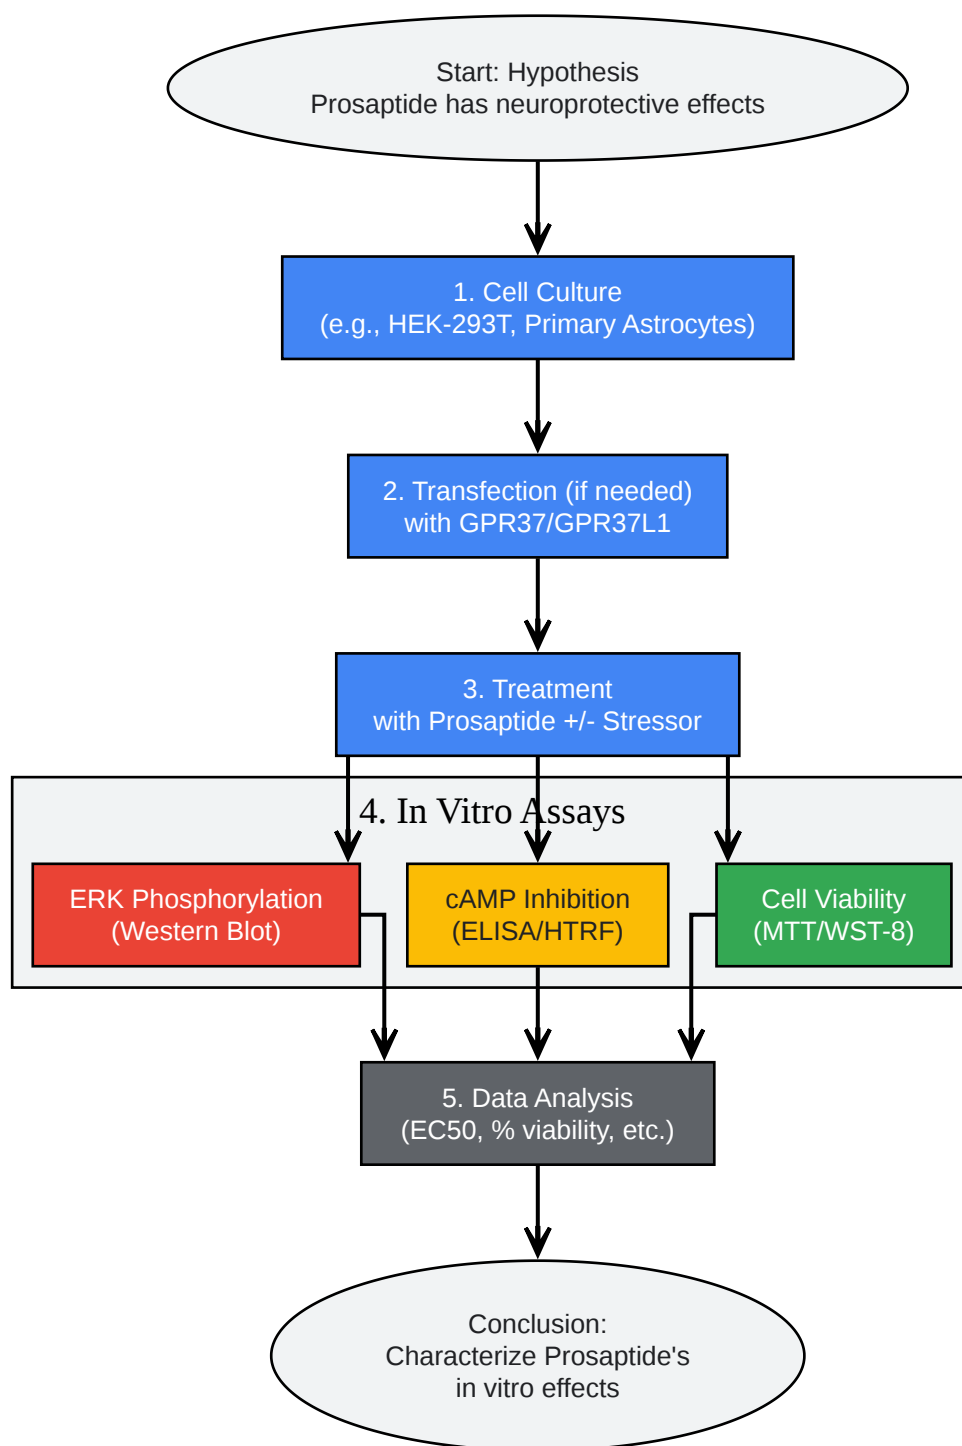 Start: Hypothesis
Prosaptide has neuroprotective effects
1. Cell Culture
(e.g., HEK-293T, Primary Astrocytes)
2. Transfection (if needed)
with GPR37/GPR37L1
3. Treatment
with Prosaptide +/- Stressor
4. In Vitro Assays
ERK Phosphorylation
(Western Blot)
cAMP Inhibition
(ELISA/HTRF)
Cell Viability
(MTT/WST-8)
5. Data Analysis
(EC50, % viability, etc.)
Conclusion:
Characterize Prosaptide's
in vitro effects